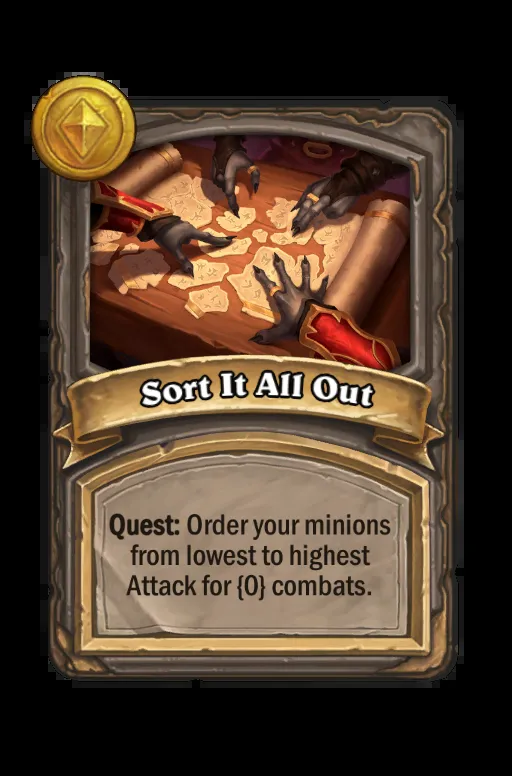 Sort It All Out
Quest: Order your minions
from lowest to highest
Attack for {0} combats.